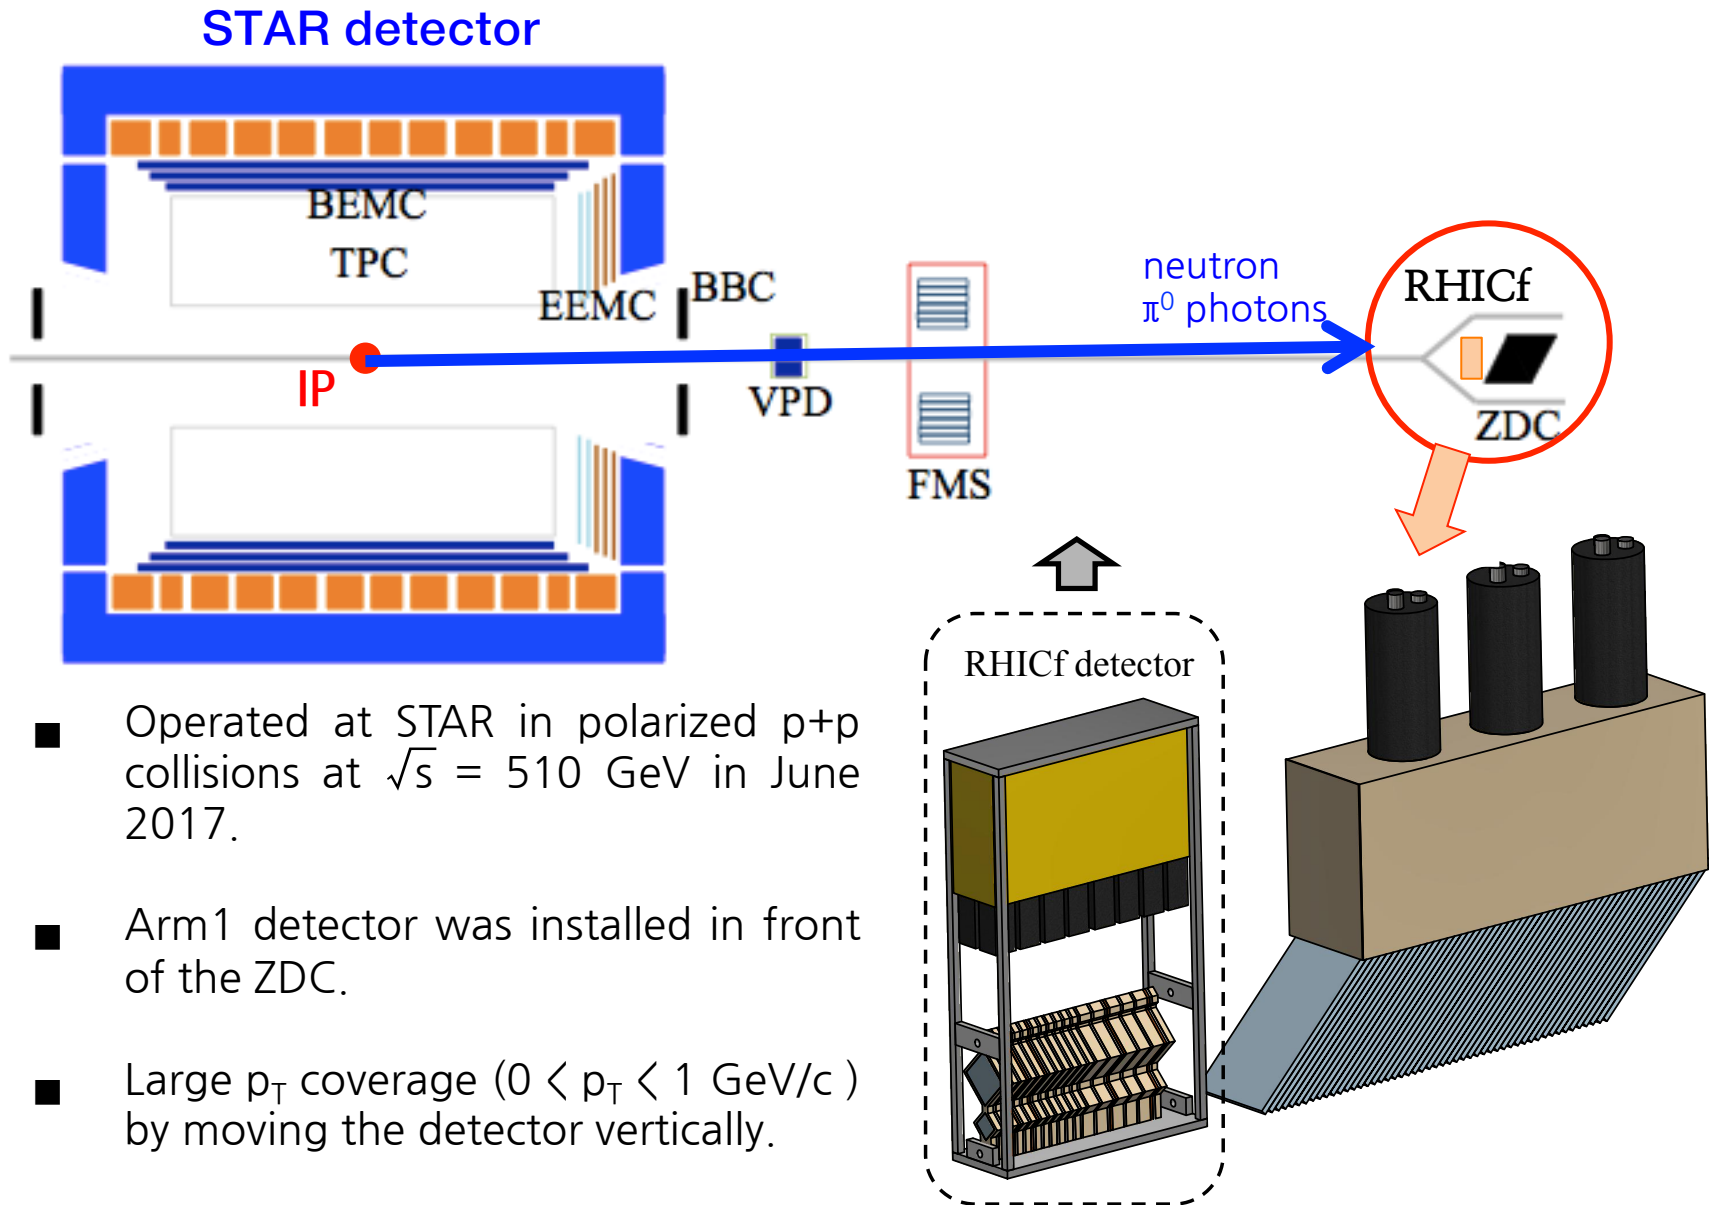 STAR detector
BEMC
TPC
EEMC
BBC
IP
VPD
FMS
neutron
π⁰ photons
RHICf
ZDC
RHICf detector
■ Operated at STAR in polarized p+p
collisions at √s = 510 GeV in June
2017.
■ Arm1 detector was installed in front
of the ZDC.
■ Large p_T coverage (0 < p_T < 1 GeV/c )
by moving the detector vertically.